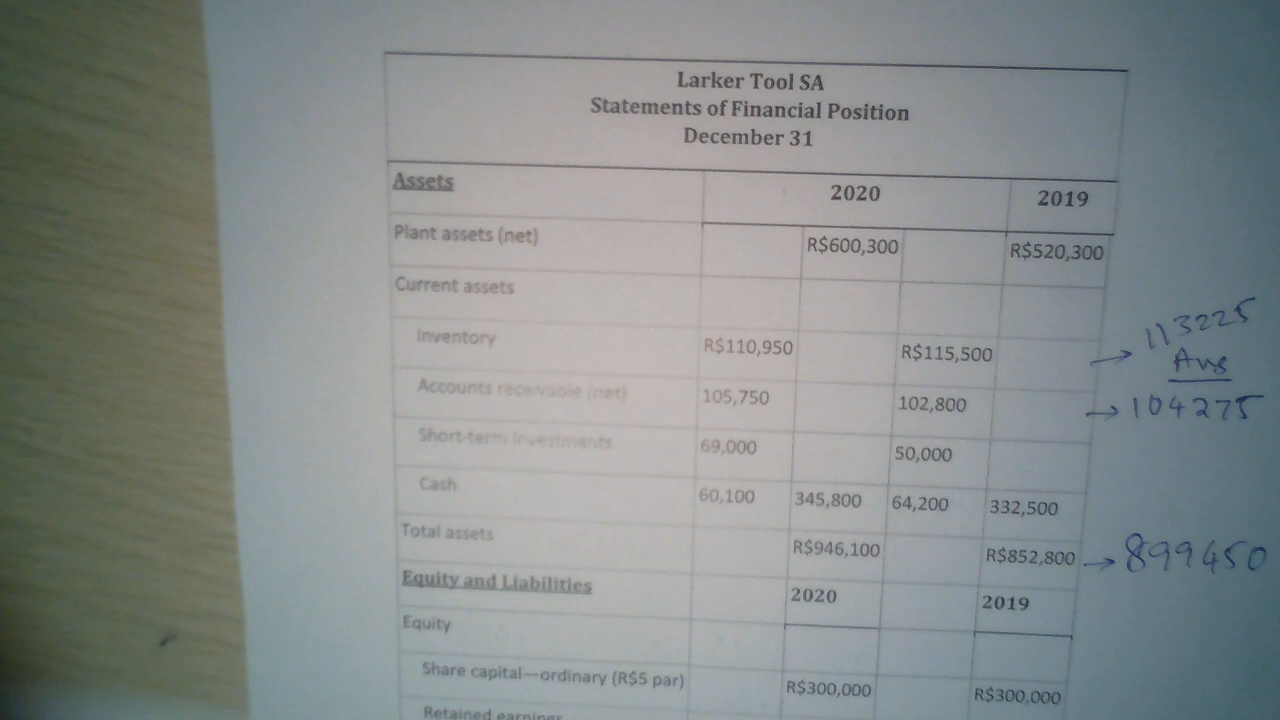 Larker Tool SA
Statements of Financial Position
December 31
Assets 2020 2019
Plant assets (net) R$600,300 R$520,300
Current assets
Inventory R$110,950 R$115,500 → 113225
Avg
Accounts receivable (net) 105,750 102,800 → 104275
Short-term investments 69,000 50,000
Cash 60,100 345,800 64,200 332,500
Total assets R$946,100 R$852,800 → 899450
Equity and Liabilities 2020 2019
Equity
Share capital—ordinary (R$5 par) R$300,000 R$300,000
Retained earnings